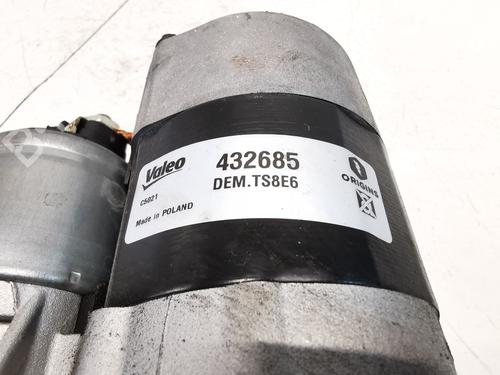 Valeo
432685
DEM.TS8E6
C5021
Made in POLAND
ORIGINS